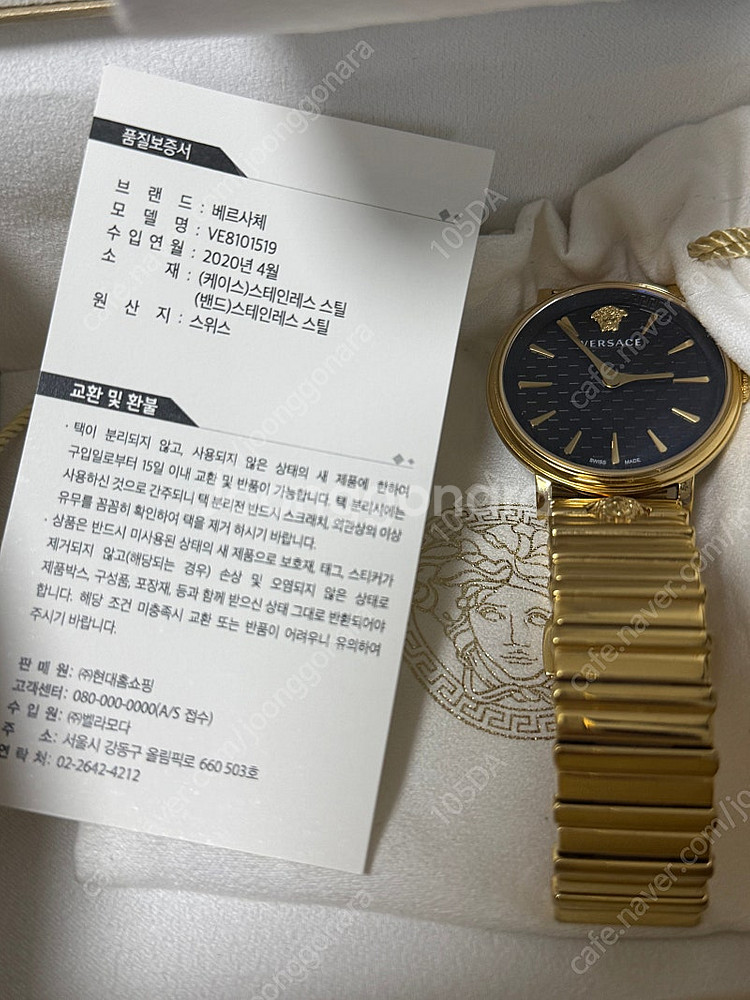 품질보증서
브 랜 드 : 베르사체
모 델 명 : VE8101519
수 입 연 월 : 2020년 4월
소 재 : (케이스)스테인레스 스틸
(밴드)스테인레스 스틸
원 산 지 : 스위스
교환 및 환불
· 택이 분리되지 않고, 사용되지 않은 상태의 새 제품에 한하여
구입일로부터 15일 이내 교환 및 반품이 가능합니다. 택 분리시에는
사용하신 것으로 간주되니 택 분리전 반드시 스크래치, 외관상의 이상
유무를 꼼꼼히 확인하여 택을 제거 하시기 바랍니다.
· 상품은 반드시 미사용된 상태의 새 제품으로 보호재, 태그, 스티커가
제거되지 않고(해당되는 경우) 손상 및 오염되지 않은 상태로
제품박스, 구성품, 포장재, 등과 함께 받으신 상태 그대로 반환되어야
합니다. 해당 조건 미충족시 교환 또는 반품이 어려우니 유의하여
주시기 바랍니다.
판 매 원: ㈜현대홈쇼핑
고객센터: 080-000-0000(A/S 접수)
수 입 원: ㈜벨라모다
주 소: 서울시 강동구 올림픽로 660 503호
연 락 처: 02-2642-4212
VERSACE
SWISS MADE
joonggonara
105DA
105DA
cafe.naver.com/joonggonara